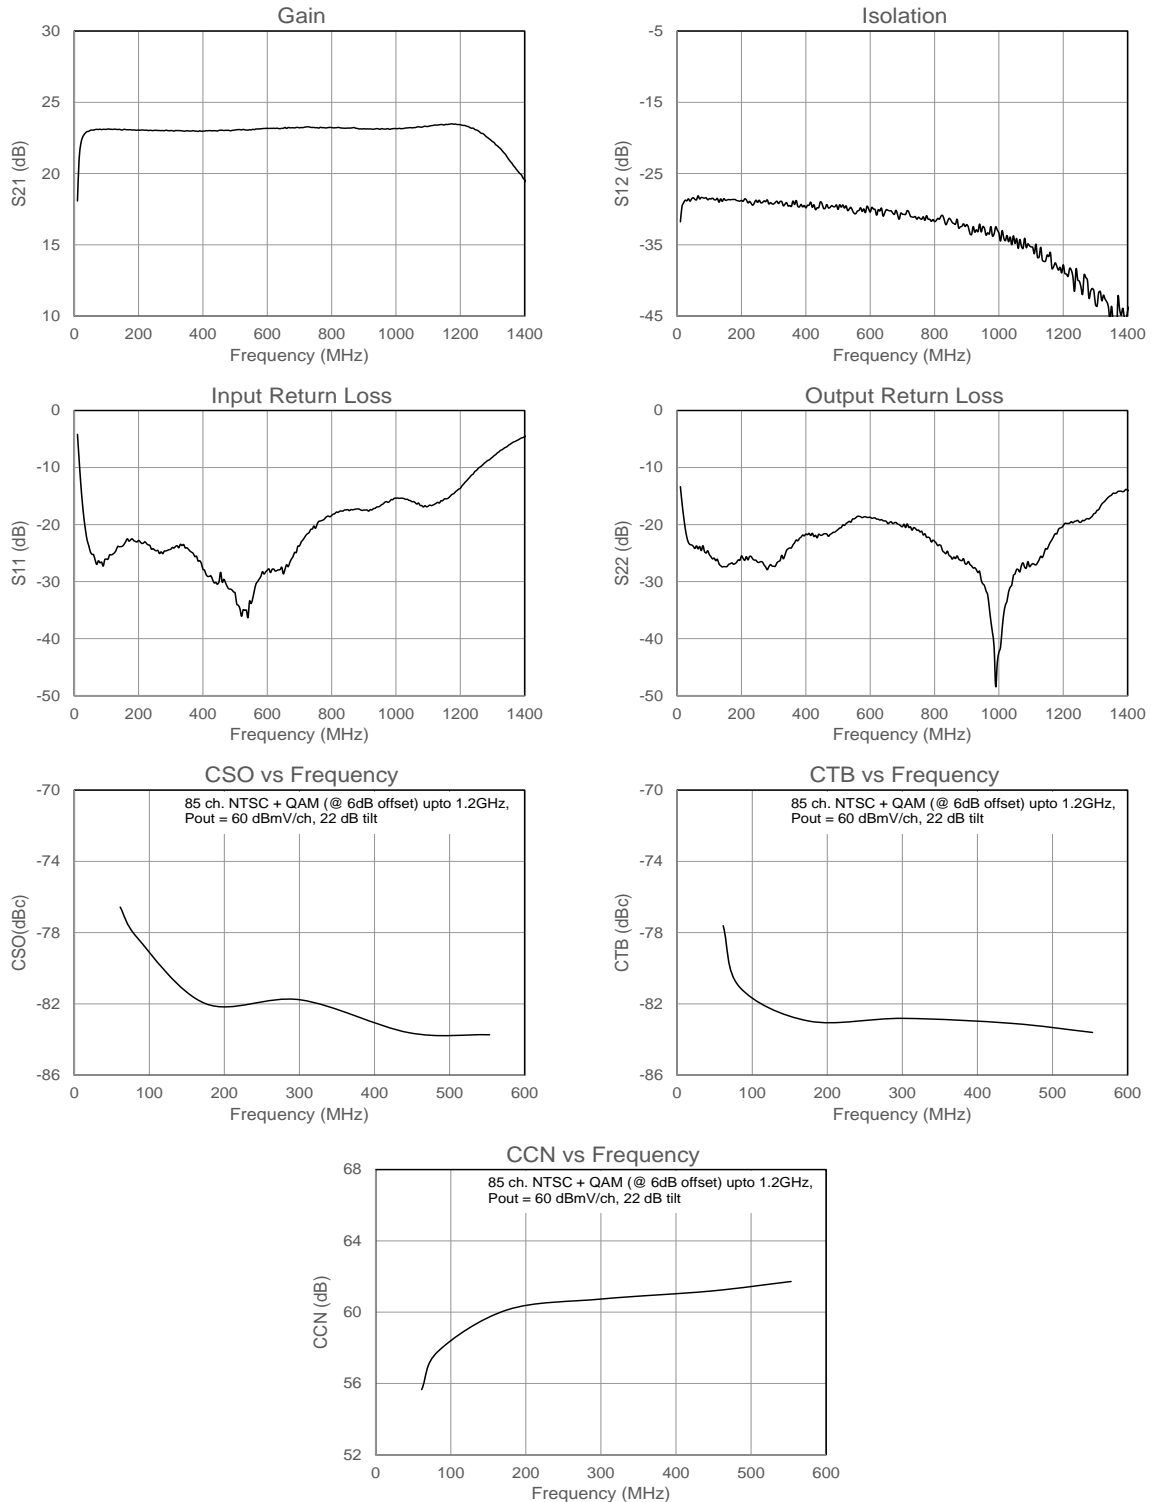 Gain
30
25
20
15
10
S21 (dB)
0 200 400 600 800 1000 1200 1400
Frequency (MHz)
Isolation
-5
-15
-25
-35
-45
S12 (dB)
0 200 400 600 800 1000 1200 1400
Frequency (MHz)
Input Return Loss
0
-10
-20
-30
-40
-50
S11 (dB)
0 200 400 600 800 1000 1200 1400
Frequency (MHz)
Output Return Loss
0
-10
-20
-30
-40
-50
S22 (dB)
0 200 400 600 800 1000 1200 1400
Frequency (MHz)
CSO vs Frequency
85 ch. NTSC + QAM (@ 6dB offset) upto 1.2GHz,
Pout = 60 dBmV/ch, 22 dB tilt
-70
-74
-78
-82
-86
CSO(dBc)
0 100 200 300 400 500 600
Frequency (MHz)
CTB vs Frequency
85 ch. NTSC + QAM (@ 6dB offset) upto 1.2GHz,
Pout = 60 dBmV/ch, 22 dB tilt
-70
-74
-78
-82
-86
CTB (dBc)
0 100 200 300 400 500 600
Frequency (MHz)
CCN vs Frequency
85 ch. NTSC + QAM (@ 6dB offset) upto 1.2GHz,
Pout = 60 dBmV/ch, 22 dB tilt
68
64
60
56
52
CCN (dB)
0 100 200 300 400 500 600
Frequency (MHz)